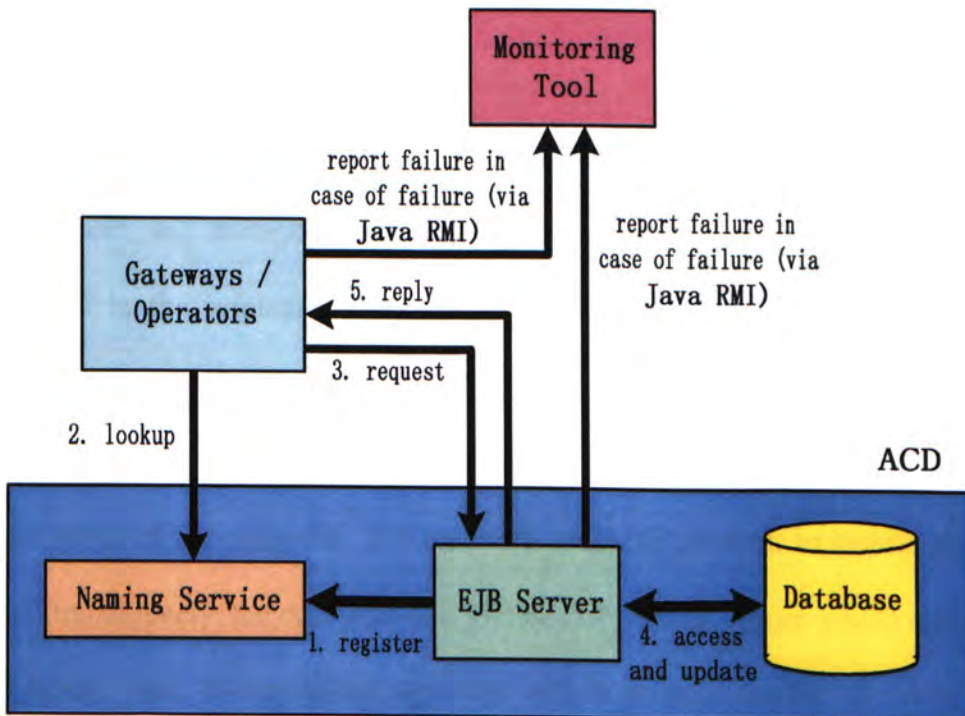 Monitoring
Tool
report failure in
case of failure (via
Java RMI)
report failure in
case of failure (via
Java RMI)
Gateways /
Operators
5. reply
3. request
2. lookup
ACD
Naming Service
EJB Server
Database
1. register
4. access
and update